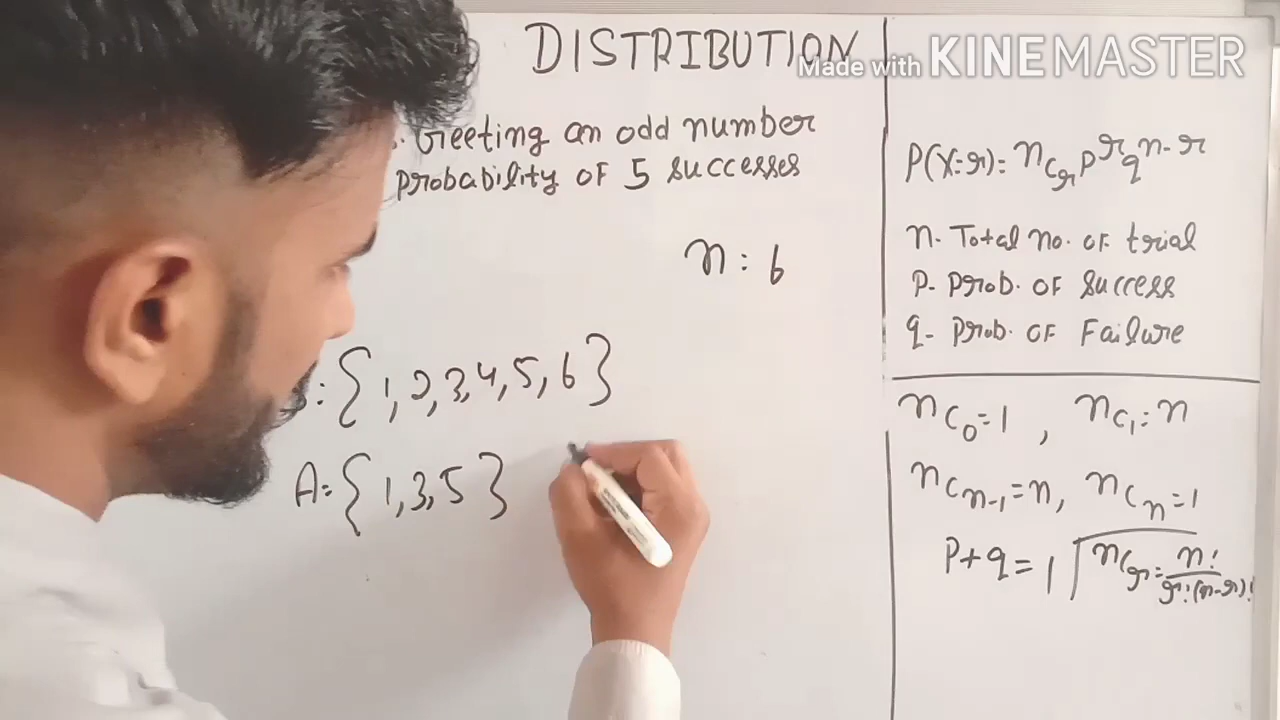 DISTRIBUTION
Made with KINEMASTER
. Geeting an odd number
probability of 5 successes
n : 6
: { 1, 2, 3, 4, 5, 6 }
A= { 1, 3, 5 }
P(X=r): nCr p^r q^n-r
n. Total no. of trial
p- prob. of success
q- prob. of Failure
nC0=1 , nC1=n
nCn-1=n, nCn=1
p+q=1 nCr= n!/r!(n-r)!